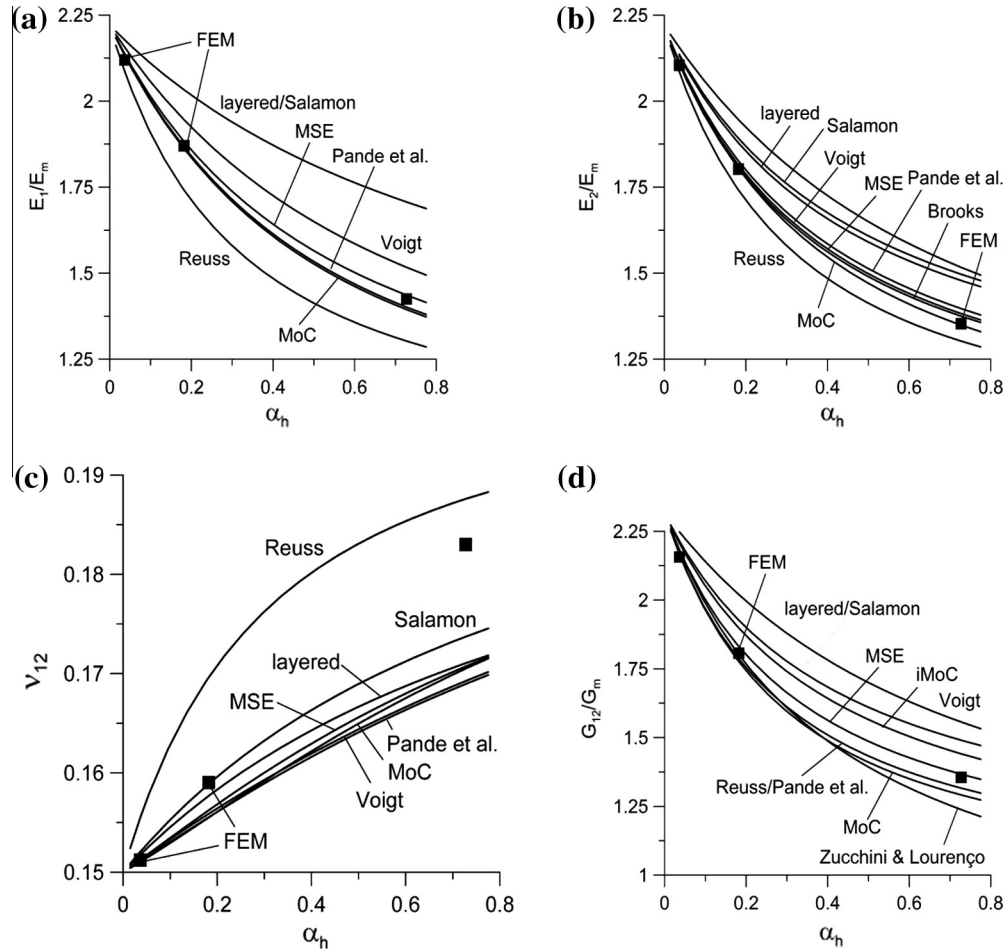 (a)
2.25
2
1.75
1.5
1.25
E₁/Eₘ
FEM
layered/Salamon
MSE
Pande et al.
Voigt
Reuss
MoC
0
0.2
0.4
0.6
0.8
αₕ
(b)
2.25
2
1.75
1.5
1.25
E₂/Eₘ
layered
Salamon
Voigt
MSE
Pande et al.
Brooks
FEM
Reuss
MoC
0
0.2
0.4
0.6
0.8
αₕ
(c)
0.19
0.18
0.17
0.16
0.15
ν₁₂
Reuss
Salamon
layered
MSE
Pande et al.
MoC
Voigt
FEM
0
0.2
0.4
0.6
0.8
αₕ
(d)
2.25
2
1.75
1.5
1.25
1
G₁₂/Gₘ
FEM
layered/Salamon
MSE
iMoC
Voigt
Reuss/Pande et al.
MoC
Zucchini & Lourenço
0
0.2
0.4
0.6
0.8
αₕ